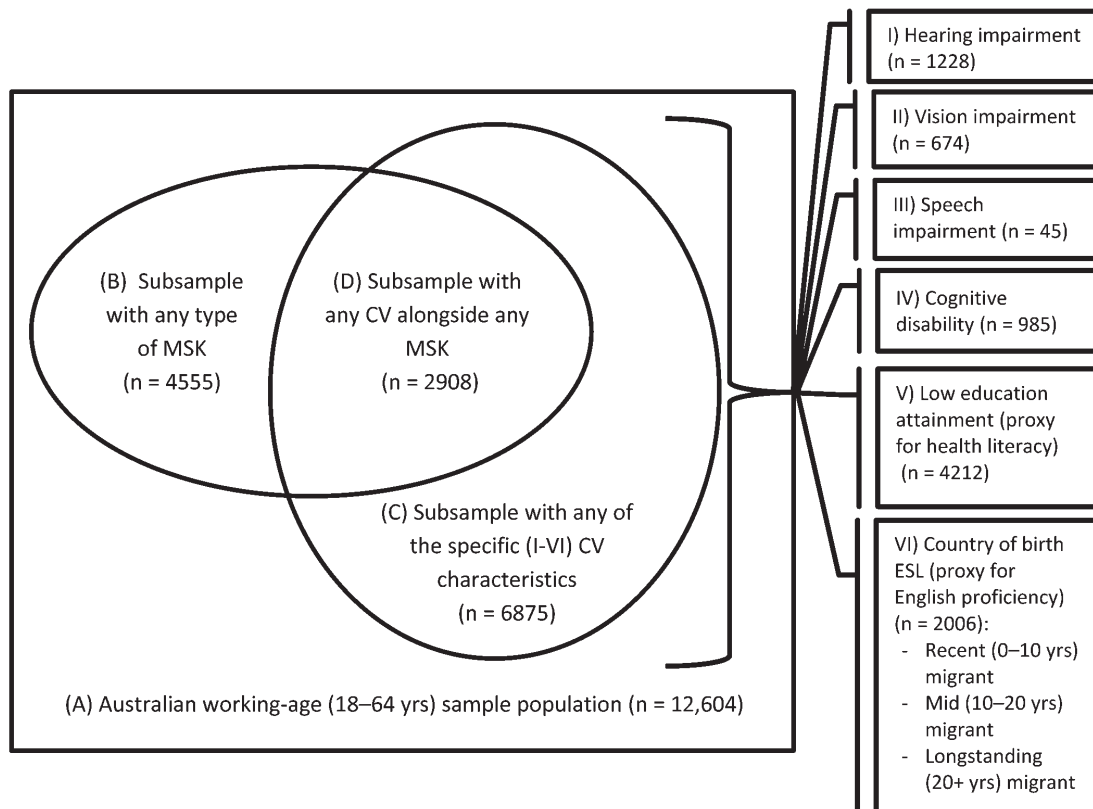 (B) Subsample
with any type
of MSK
(n = 4555)
(D) Subsample with
any CV alongside any
MSK
(n = 2908)
(C) Subsample with any of
the specific (I-VI) CV
characteristics
(n = 6875)
(A) Australian working-age (18–64 yrs) sample population (n = 12,604)
I) Hearing impairment
(n = 1228)
II) Vision impairment
(n = 674)
III) Speech
impairment (n = 45)
IV) Cognitive
disability (n = 985)
V) Low education
attainment (proxy
for health literacy)
(n = 4212)
VI) Country of birth
ESL (proxy for
English proficiency)
(n = 2006):
- Recent (0–10 yrs)
migrant
- Mid (10–20 yrs)
migrant
- Longstanding
(20+ yrs) migrant